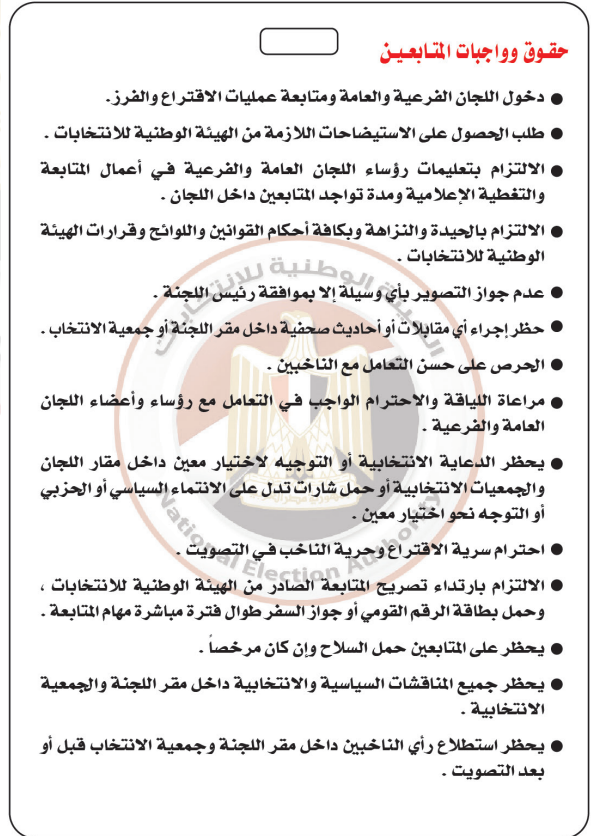 حقوق وواجبات المتابعين
● دخول اللجان الفرعية والعامة ومتابعة عمليات الاقتراع والفرز.
● طلب الحصول على الاستيضاحات اللازمة من الهيئة الوطنية للانتخابات .
● الالتزام بتعليمات رؤساء اللجان العامة والفرعية في أعمال المتابعة
والتغطية الإعلامية ومدة تواجد المتابعين داخل اللجان .
● الالتزام بالحيدة والنزاهة وبكافة أحكام القوانين واللوائح وقرارات الهيئة
الوطنية للانتخابات .
● عدم جواز التصوير بأي وسيلة إلا بموافقة رئيس اللجنة .
● حظر إجراء أي مقابلات أو أحاديث صحفية داخل مقر اللجنة أو جمعية الانتخاب .
● الحرص على حسن التعامل مع الناخبين .
● مراعاة اللياقة والاحترام الواجب في التعامل مع رؤساء وأعضاء اللجان
العامة والفرعية .
● يحظر الدعاية الانتخابية أو التوجيه لاختيار معين داخل مقار اللجان
والجمعيات الانتخابية أو حمل شارات تدل على الانتماء السياسي أو الحزبي
أو التوجه نحو اختيار معين .
● احترام سرية الاقتراع وحرية الناخب في التصويت .
● الالتزام بارتداء تصريح المتابعة الصادر من الهيئة الوطنية للانتخابات ،
وحمل بطاقة الرقم القومي أو جواز السفر طوال فترة مباشرة مهام المتابعة .
● يحظر على المتابعين حمل السلاح وإن كان مرخصاً .
● يحظر جميع المناقشات السياسية والانتخابية داخل مقر اللجنة والجمعية
الانتخابية .
● يحظر استطلاع رأي الناخبين داخل مقر اللجنة وجمعية الانتخاب قبل أو
بعد التصويت .
الهيئة الوطنية للانتخابات
National Election Authority